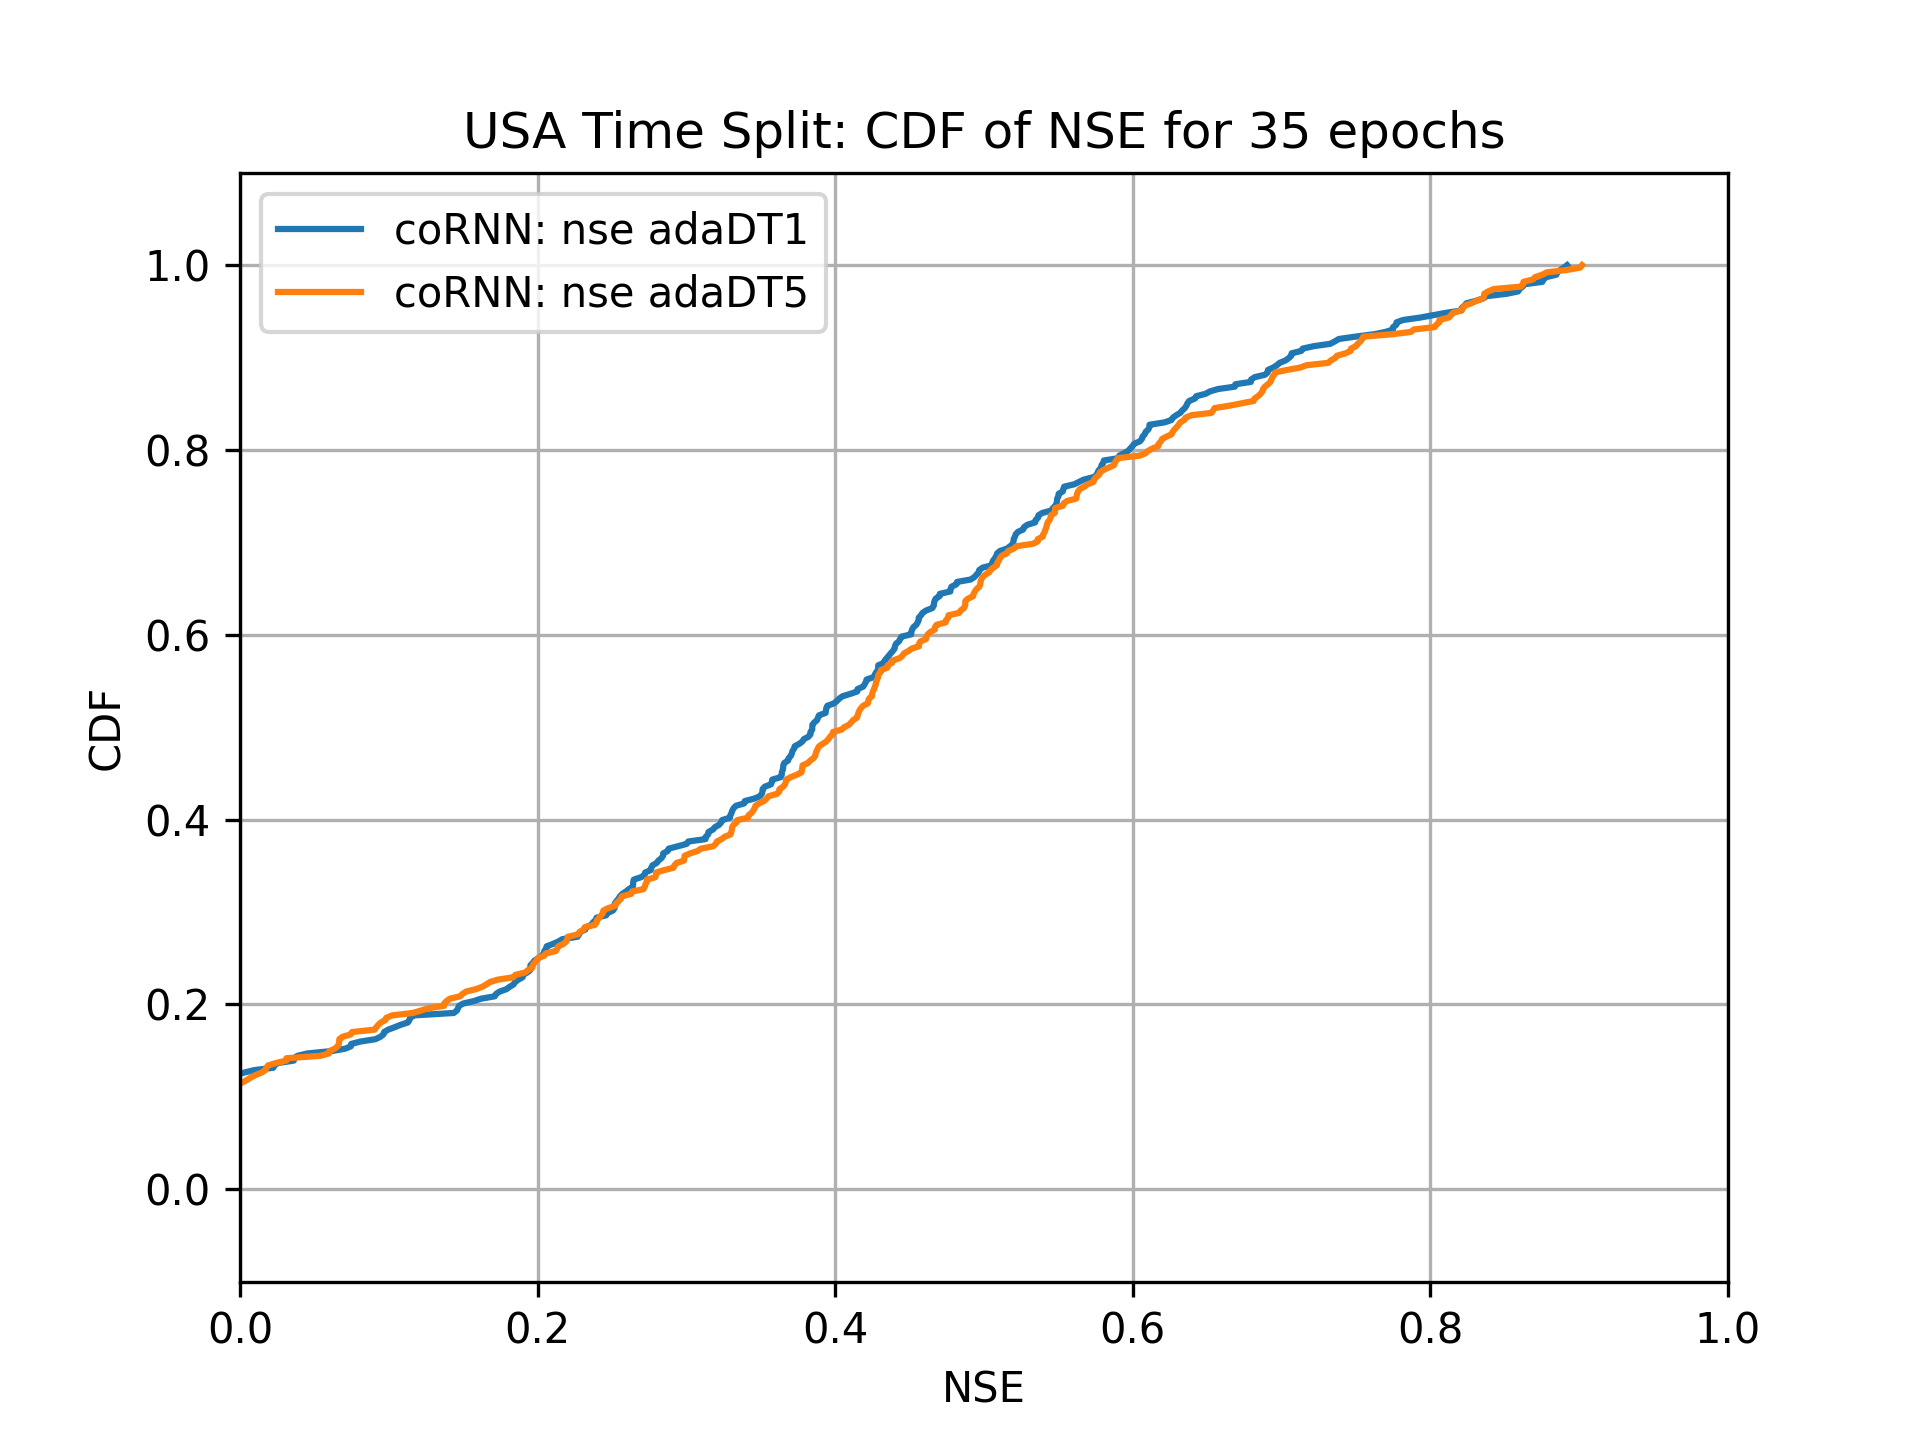 USA Time Split: CDF of NSE for 35 epochs
coRNN: nse adaDT1
coRNN: nse adaDT5
1.0
0.8
0.6
0.4
0.2
0.0
CDF
0.0 0.2 0.4 0.6 0.8 1.0
NSE